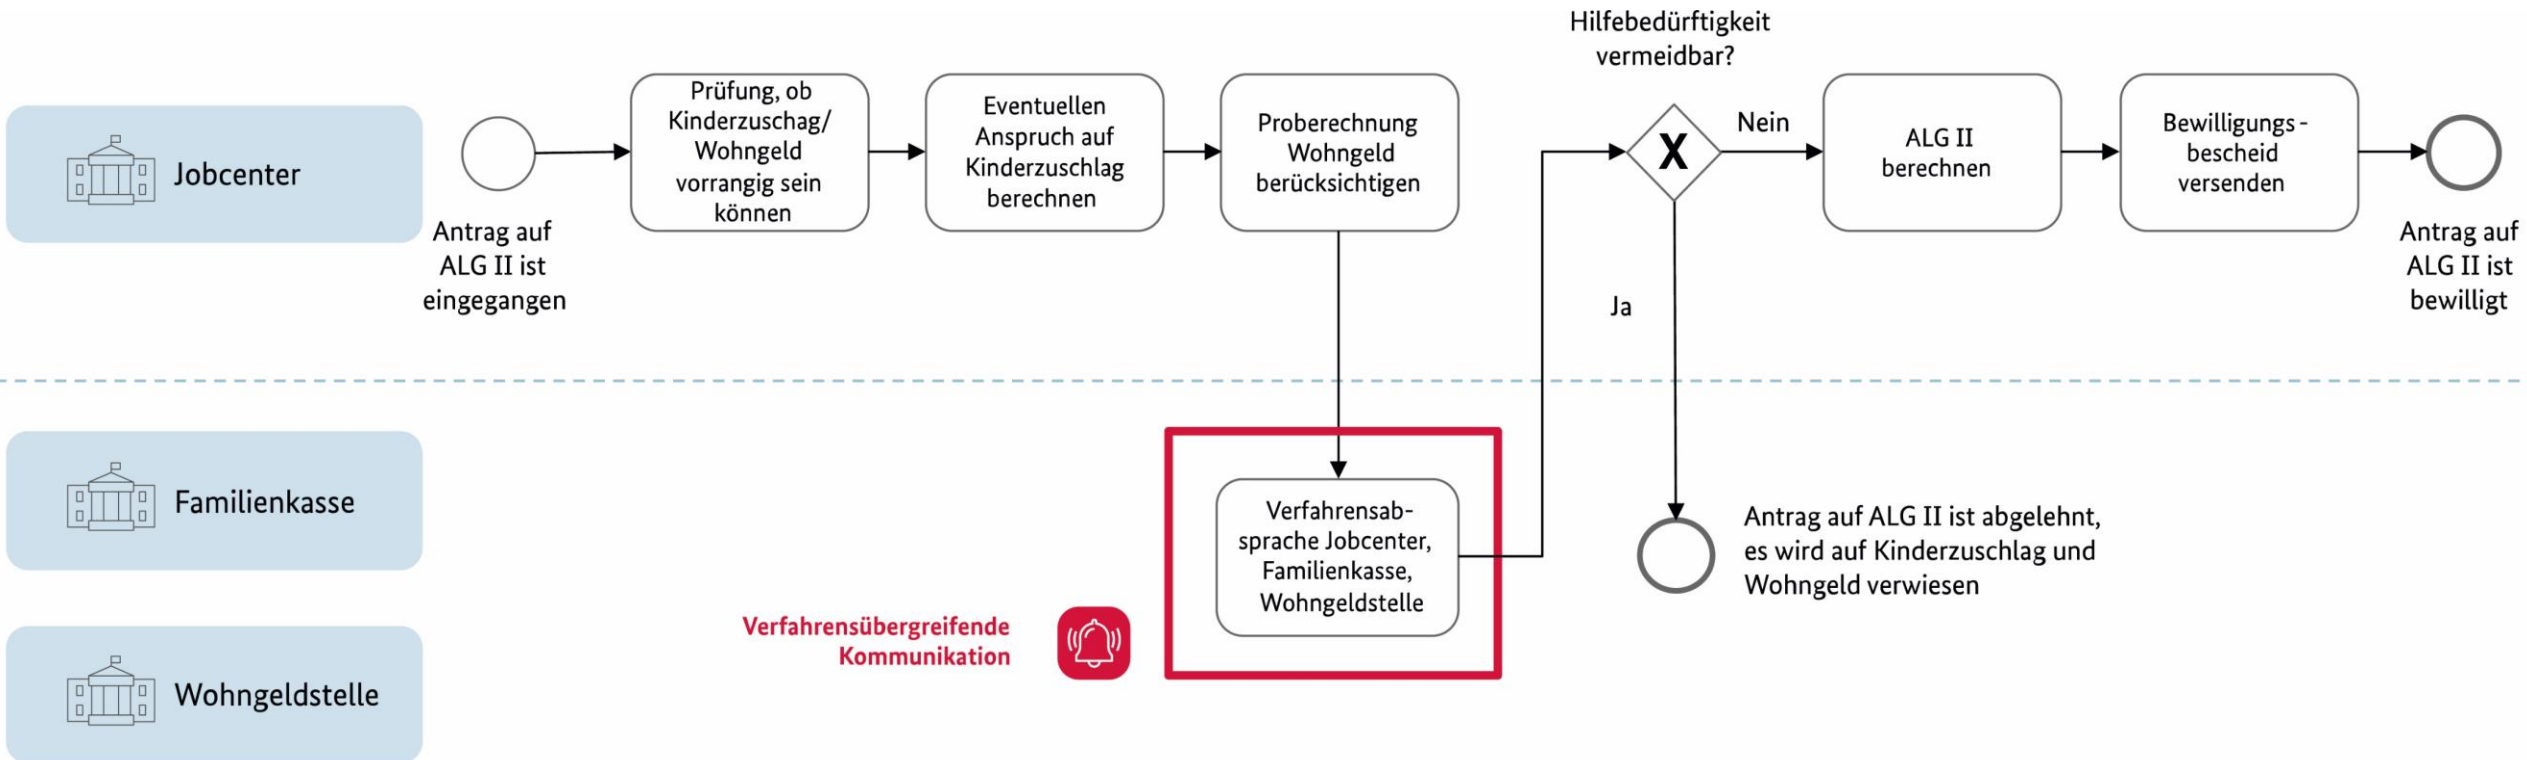 Hilfebedürftigkeit
vermeidbar?
Jobcenter
Antrag auf
ALG II ist
eingegangen
Prüfung, ob
Kinderzuschag/
Wohngeld
vorrangig sein
können
Eventuellen
Anspruch auf
Kinderzuschlag
berechnen
Proberechnung
Wohngeld
berücksichtigen
X
Nein
Ja
ALG II
berechnen
Bewilligungs-
bescheid
versenden
Antrag auf
ALG II ist
bewilligt
Familienkasse
Verfahrensab-
sprache Jobcenter,
Familienkasse,
Wohngeldstelle
Antrag auf ALG II ist abgelehnt,
es wird auf Kinderzuschlag und
Wohngeld verwiesen
Verfahrensübergreifende
Kommunikation
Wohngeldstelle